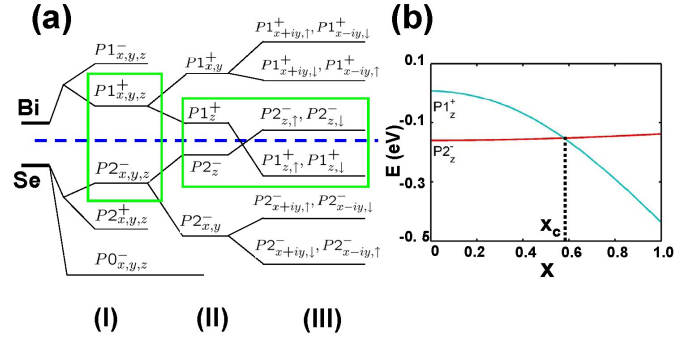 (a)
P1⁻x,y,z
P1⁺x,y,z
P1⁺x,y
P1⁺x+iy,↑, P1⁺x−iy,↓
P1⁺x+iy,↓, P1⁺x−iy,↑
Bi
P1⁺z
P2⁻z,↑, P2⁻z,↓
Se
P2⁻x,y,z
P2⁻z
P1⁺z,↑, P1⁺z,↓
P2⁺x,y,z
P2⁻x,y
P2⁻x+iy,↑, P2⁻x−iy,↓
P2⁻x+iy,↓, P2⁻x−iy,↑
P0⁻x,y,z
(I) (II) (III)
(b)
E (eV)
0.1
-0.1
-0.3
-0.5
P1⁺z
P2⁻z
xc
0 0.2 0.4 0.6 0.8 1.0
x